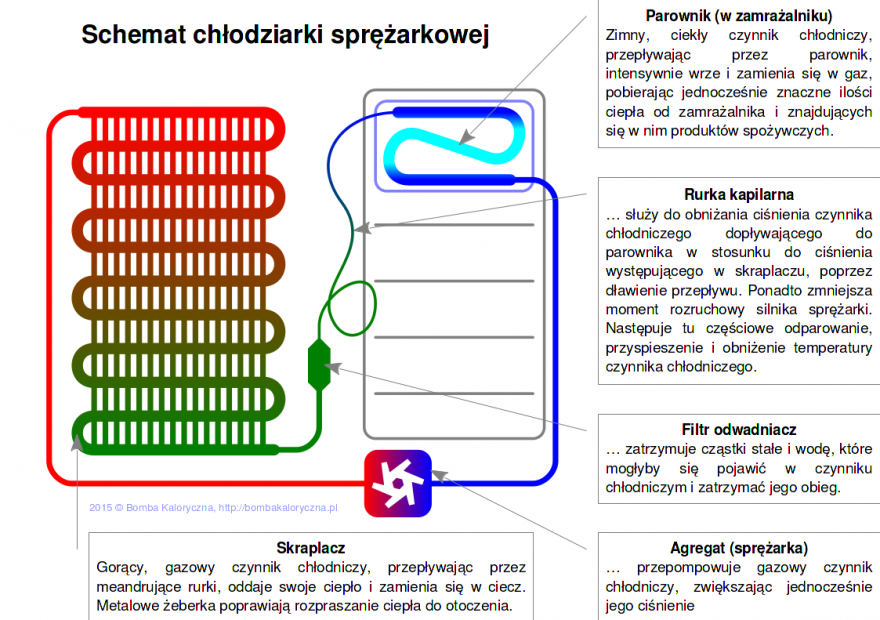 Schemat chłodziarki sprężarkowej
Parownik (w zamrażalniku)
Zimny, ciekły czynnik chłodniczy,
przepływając przez parownik,
intensywnie wrze i zamienia się w gaz,
pobierając jednocześnie znaczne ilości
ciepła od zamrażalnika i znajdujących
się w nim produktów spożywczych.
Rurka kapilarna
... służy do obniżania ciśnienia czynnika
chłodniczego dopływającego do
parownika w stosunku do ciśnienia
występującego w skraplaczu, poprzez
dławienie przepływu. Ponadto zmniejsza
moment rozruchowy silnika sprężarki.
Następuje tu częściowe odparowanie,
przyspieszenie i obniżenie temperatury
czynnika chłodniczego.
Filtr odwadniacz
... zatrzymuje cząstki stałe i wodę, które
mogłyby się pojawić w czynniku
chłodniczym i zatrzymać jego obieg.
2015 © Bomba Kaloryczna, http://bombakaloryczna.pl
Skraplacz
Gorący, gazowy czynnik chłodniczy, przepływając przez
meandrujące rurki, oddaje swoje ciepło i zamienia się w ciecz.
Metalowe żeberka poprawiają rozpraszanie ciepła do otoczenia.
Agregat (sprężarka)
... przepompowuje gazowy czynnik
chłodniczy, zwiększając jednocześnie
jego ciśnienie